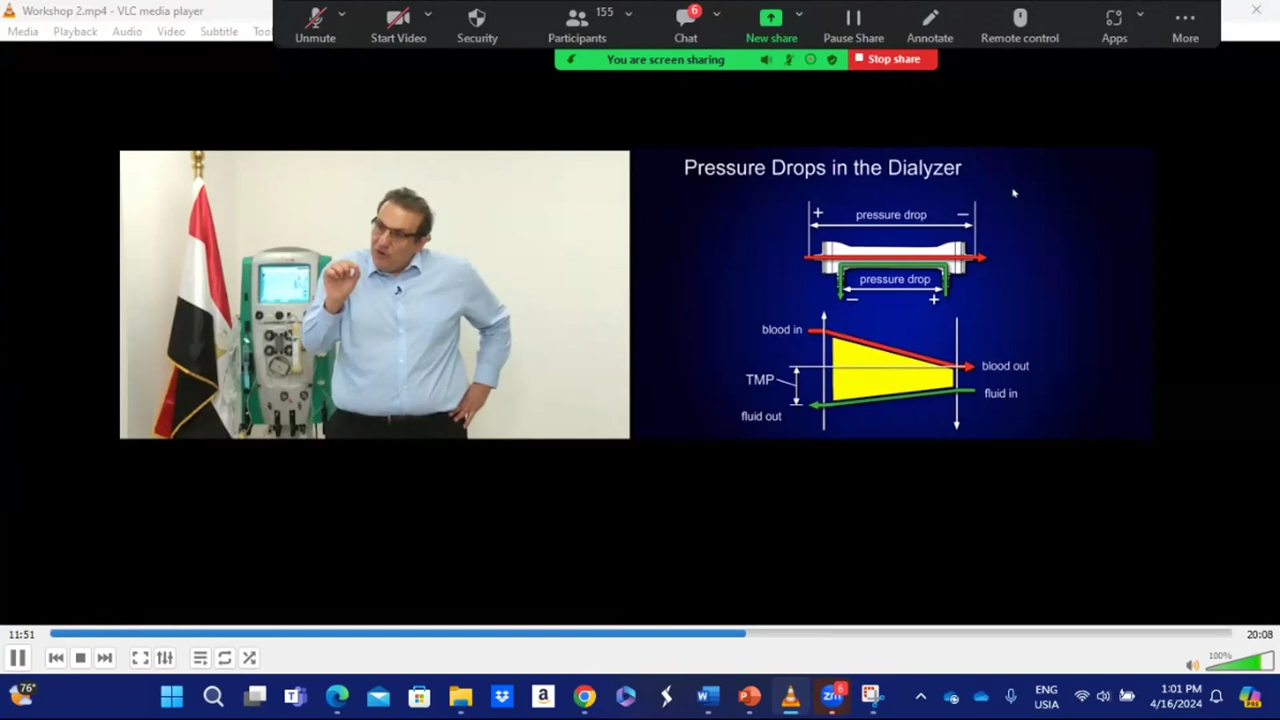 Workshop 2.mp4 - VLC media player
Media Playback Audio Video Subtitle
Unmute Start Video Security Participants 155 Chat 6 New share Pause Share Annotate Remote control Apps More
You are screen sharing Stop share
Pressure Drops in the Dialyzer
+ pressure drop −
pressure drop
− +
blood in
blood out
TMP
fluid in
fluid out
11:51 20:08
100%
76°
ENG
USIA
1:01 PM
4/16/2024